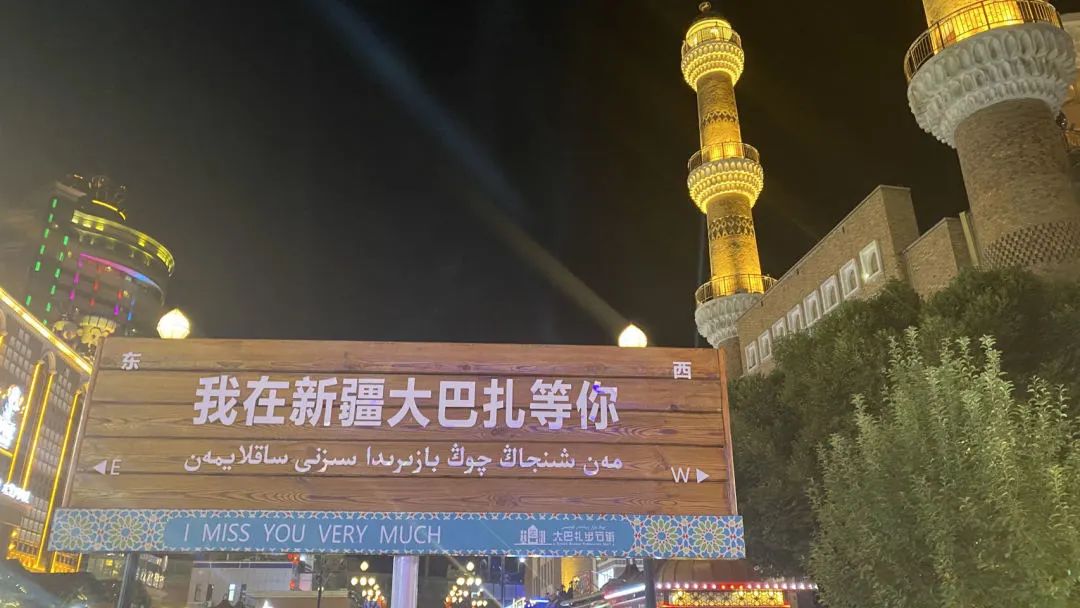 东 西
我在新疆大巴扎等你
مەن شىنجاڭ چوڭ بازىرىدا سىزنى ساقلايمەن
◀E W▶
I MISS YOU VERY MUCH
大巴扎步行街